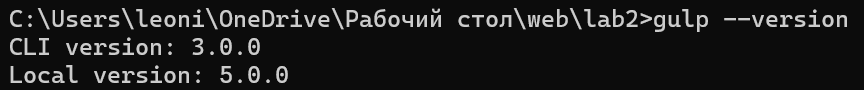 C:\Users\leoni\OneDrive\Рабочий стол\web\lab2>gulp --version
CLI version: 3.0.0
Local version: 5.0.0